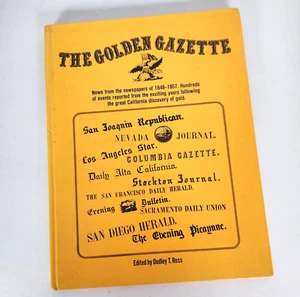 THE GOLDEN GAZETTE
News from the newspapers of 1848-1857. Hundreds
of events reported from the exciting years following
the great California discovery of gold.
San Joaquin Republican.
NEVADA JOURNAL.
Los Angeles Star.
COLUMBIA GAZETTE.
Daily Alta California.
Stockton Journal.
THE SAN FRANCISCO DAILY HERALD.
Evening Bulletin.
SACRAMENTO DAILY UNION
SAN DIEGO HERALD.
The Evening Picayune.
Edited by Dudley T. Ross